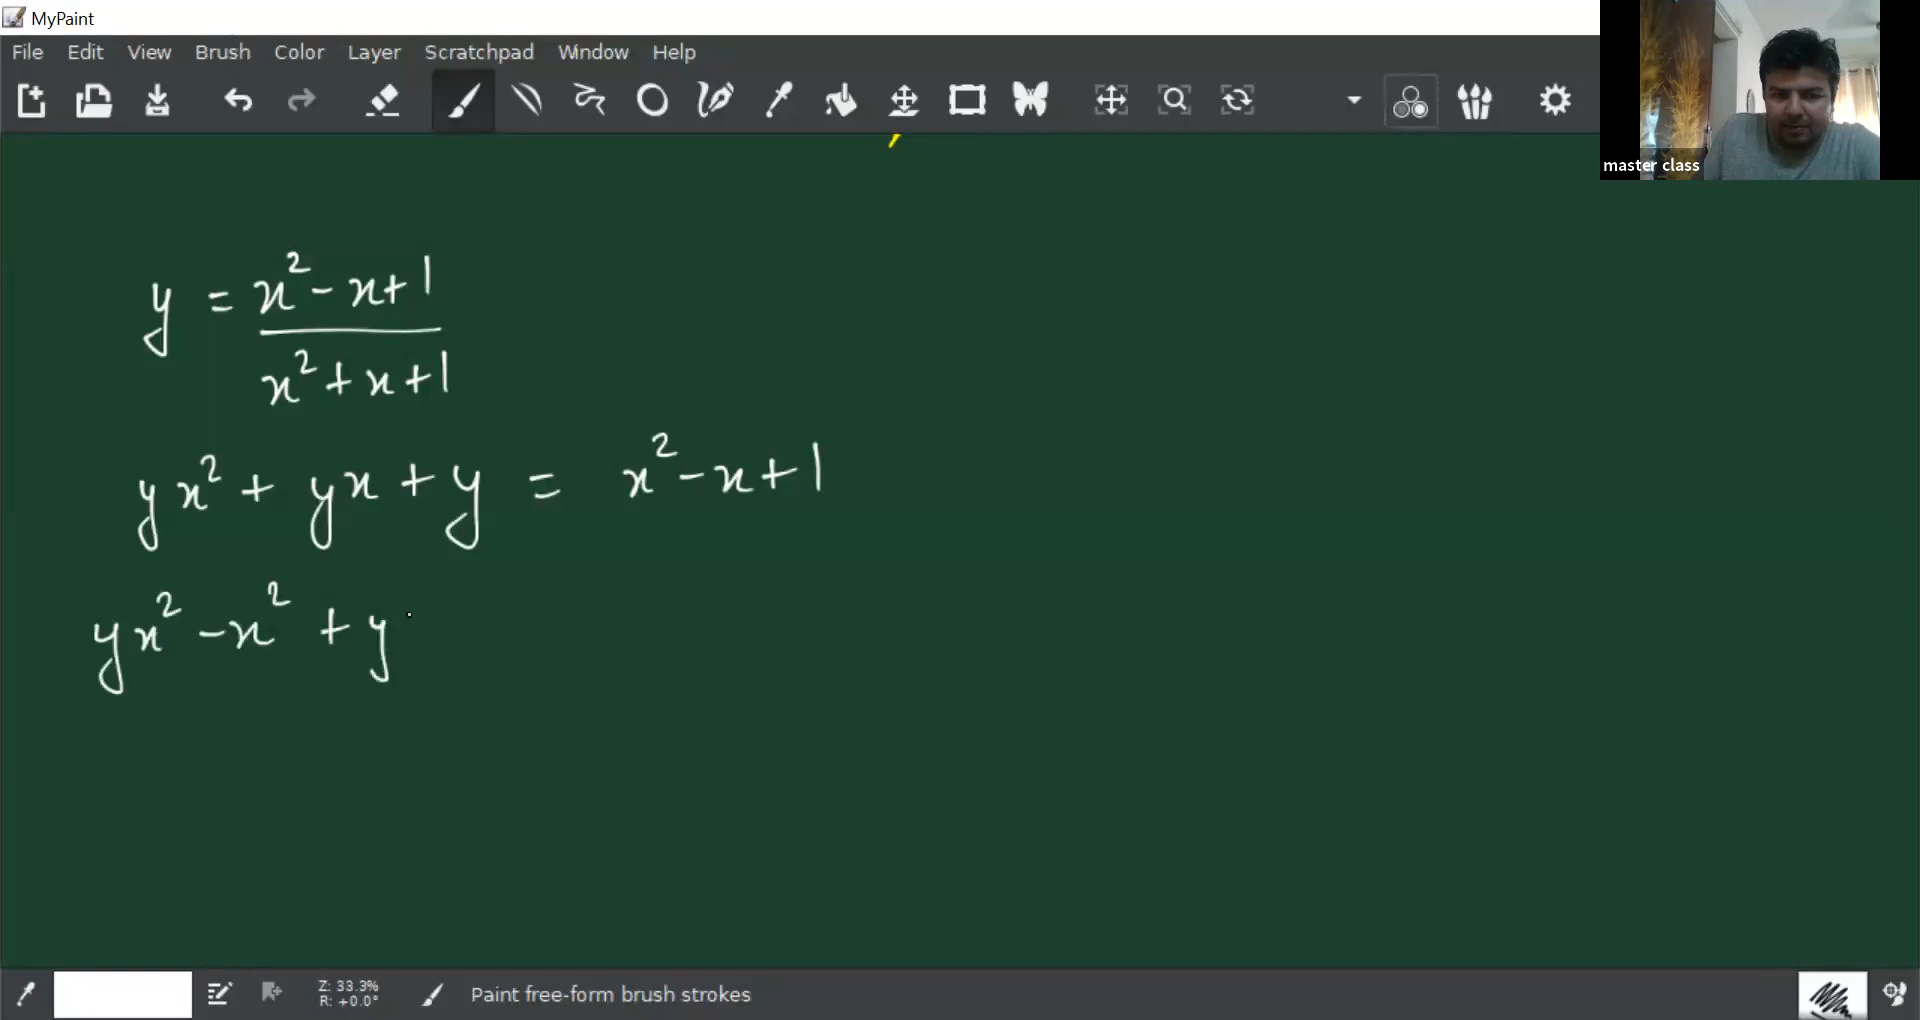 MyPaint
File Edit View Brush Color Layer Scratchpad Window Help
master class
y = x² - x + 1
x² + x + 1
yx² + yx + y = x² - x + 1
yx² - x² + y
Z: 33.3%
R: +0.0°
Paint free-form brush strokes